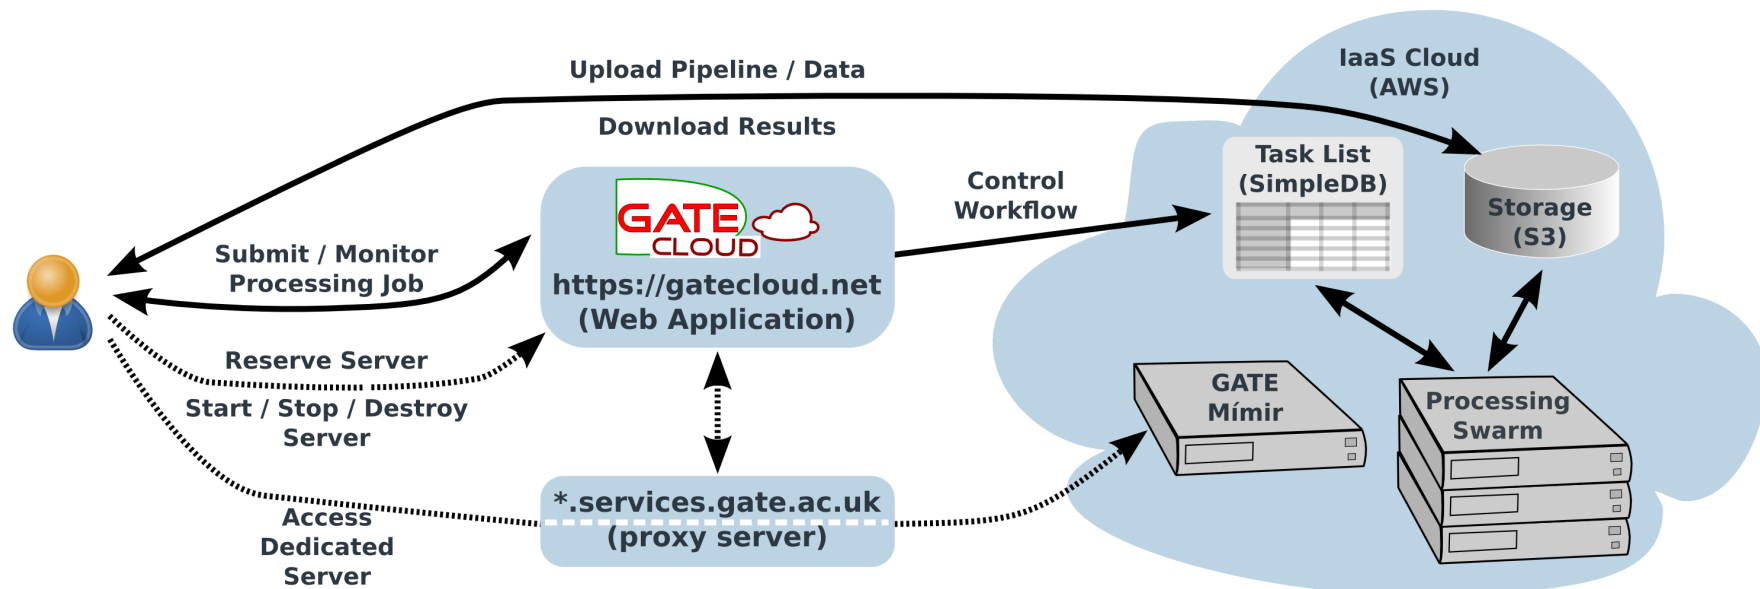 Upload Pipeline / Data
Download Results
IaaS Cloud
(AWS)
Task List
(SimpleDB)
Storage
(S3)
Control
Workflow
GATE
CLOUD
https://gatecloud.net
(Web Application)
Submit / Monitor
Processing Job
Reserve Server
Start / Stop / Destroy
Server
Access
Dedicated
Server
*.services.gate.ac.uk
(proxy server)
GATE
Mímir
Processing
Swarm